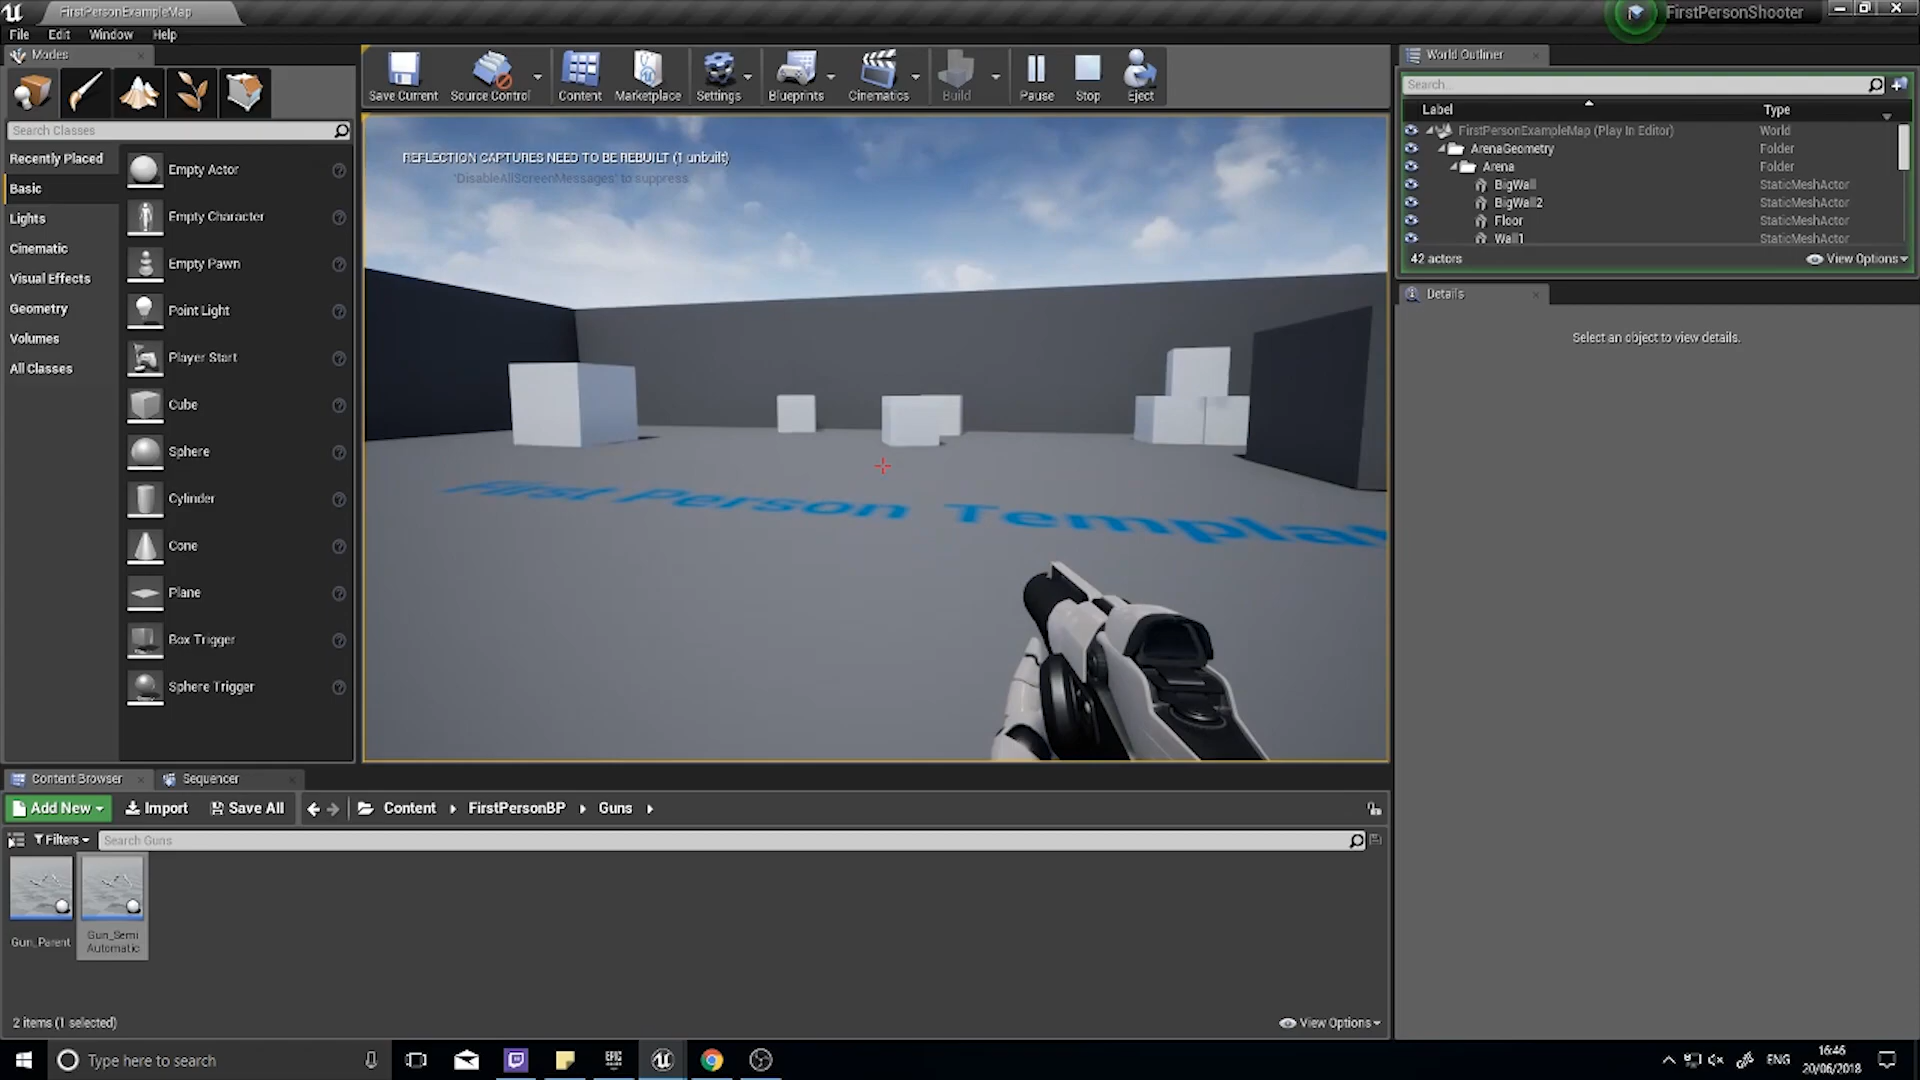 FirstPersonExampleMap
FirstPersonShooter
File Edit Window Help
Modes
Search Classes
Recently Placed
Basic
Lights
Cinematic
Visual Effects
Geometry
Volumes
All Classes
Empty Actor
Empty Character
Empty Pawn
Point Light
Player Start
Cube
Sphere
Cylinder
Cone
Plane
Box Trigger
Sphere Trigger
Save Current
Source Control
Content
Marketplace
Settings
Blueprints
Cinematics
Build
Pause
Stop
Eject
REFLECTION CAPTURES NEED TO BE REBUILT (1 unbuilt)
'DisableAllScreenMessages' to suppress
First Person Templa
World Outliner
Search...
Label Type
FirstPersonExampleMap (Play In Editor) World
ArenaGeometry Folder
Arena Folder
BigWall StaticMeshActor
BigWall2 StaticMeshActor
Floor StaticMeshActor
Wall1 StaticMeshActor
42 actors
View Options
Details
Select an object to view details.
Content Browser
Sequencer
Add New Import Save All Content FirstPersonBP Guns
Filters
Search Guns
Gun_Parent
Gun_Semi
Automatic
2 items (1 selected)
View Options
Type here to search
EPIC
ENG
16:46
20/06/2018